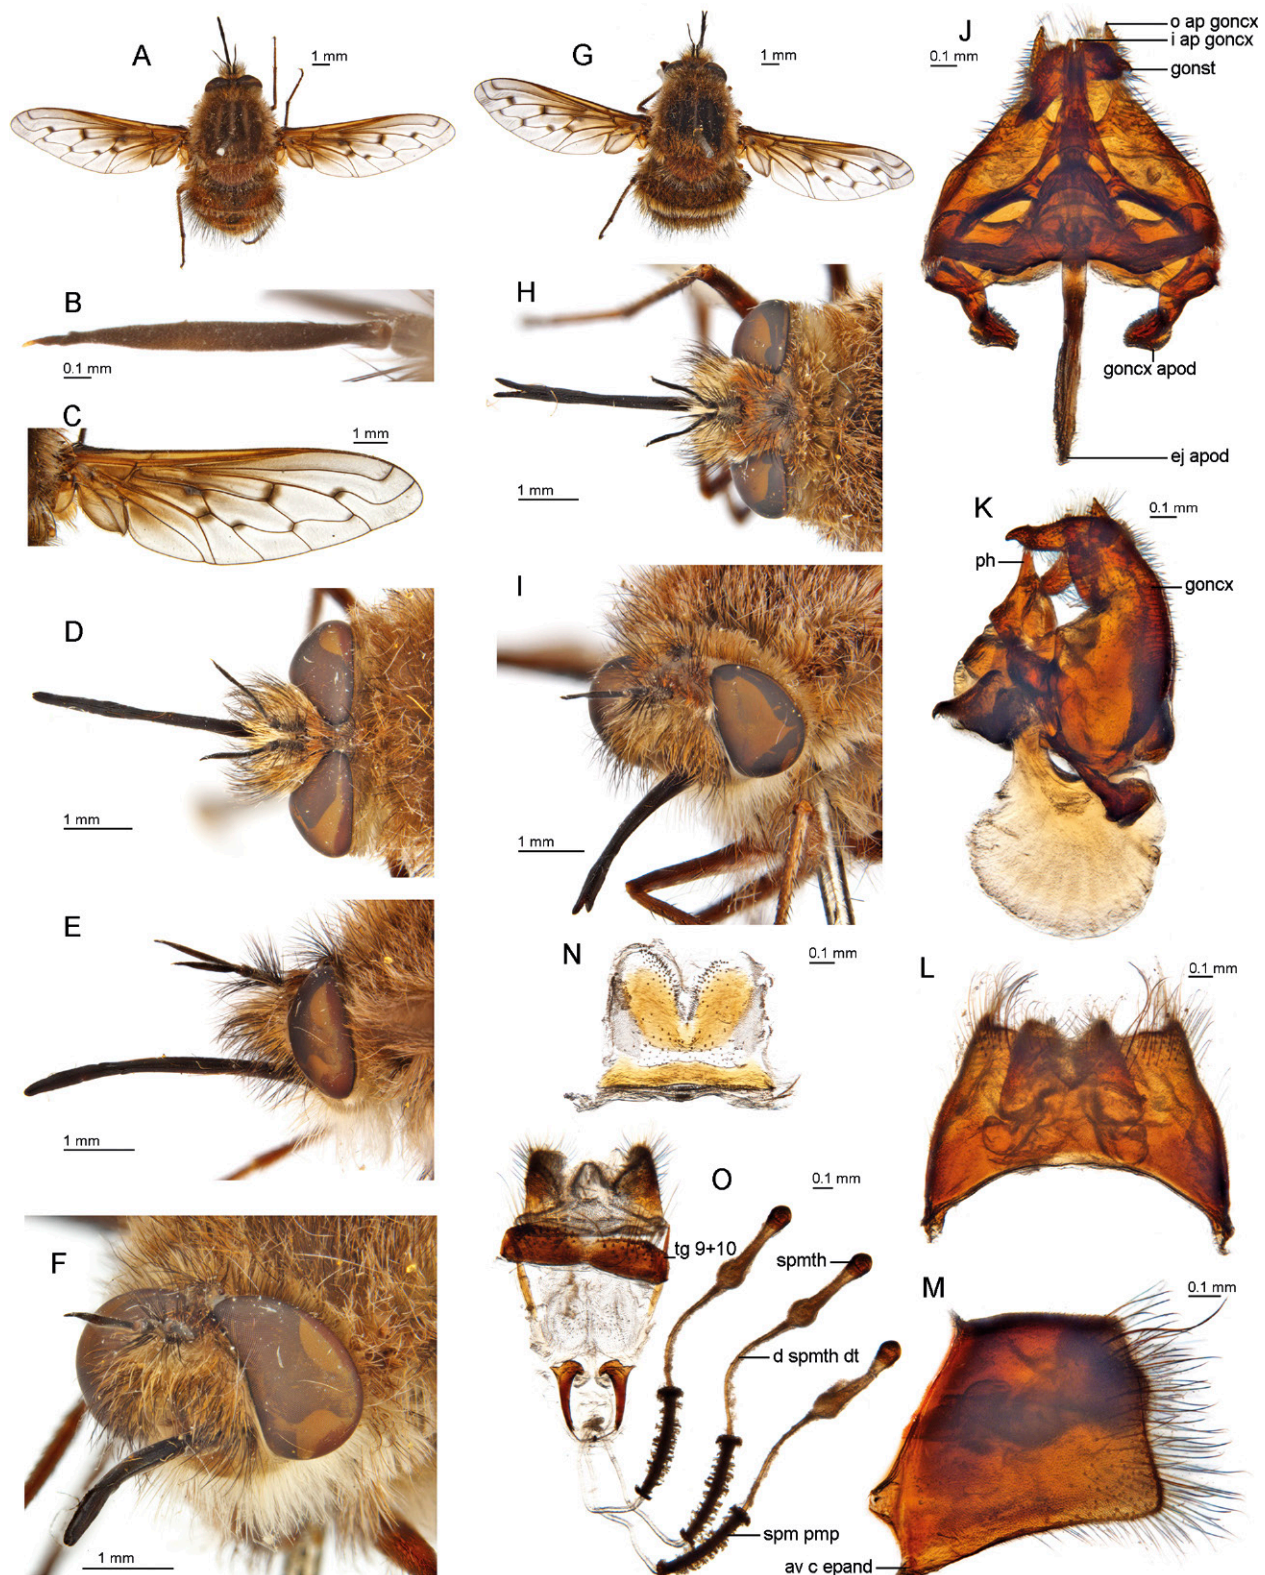 A
1 mm
G
1 mm
J
0.1 mm
o ap goncx
i ap goncx
gonst
goncx apod
ej apod
B
0.1 mm
C
1 mm
H
1 mm
D
1 mm
I
1 mm
K
0.1 mm
ph
goncx
E
1 mm
N
0.1 mm
L
0.1 mm
F
1 mm
O
0.1 mm
tg 9+10
spmth
d spmth dt
spm pmp
M
0.1 mm
av c epand